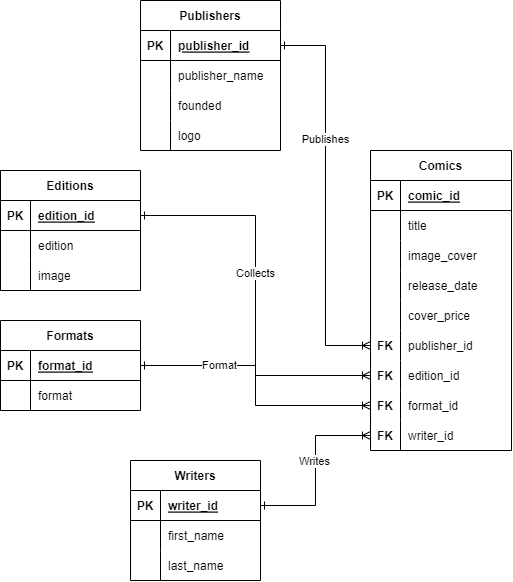 Publishers
PK publisher_id
publisher_name
founded
logo
Publishes
Comics
PK comic_id
title
image_cover
release_date
cover_price
FK publisher_id
FK edition_id
FK format_id
FK writer_id
Editions
PK edition_id
edition
image
Collects
Formats
PK format_id
format
Format
Writers
PK writer_id
first_name
last_name
Writes